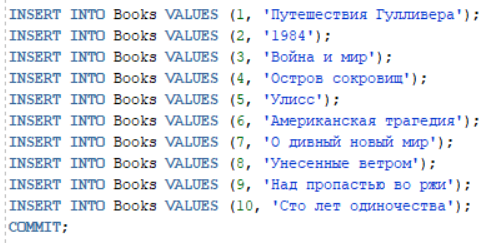 INSERT INTO Books VALUES (1, 'Путешествия Гулливера');
INSERT INTO Books VALUES (2, '1984');
INSERT INTO Books VALUES (3, 'Война и мир');
INSERT INTO Books VALUES (4, 'Остров сокровищ');
INSERT INTO Books VALUES (5, 'Улисс');
INSERT INTO Books VALUES (6, 'Американская трагедия');
INSERT INTO Books VALUES (7, 'О дивный новый мир');
INSERT INTO Books VALUES (8, 'Унесенные ветром');
INSERT INTO Books VALUES (9, 'Над пропастью во ржи');
INSERT INTO Books VALUES (10, 'Сто лет одиночества');
COMMIT;